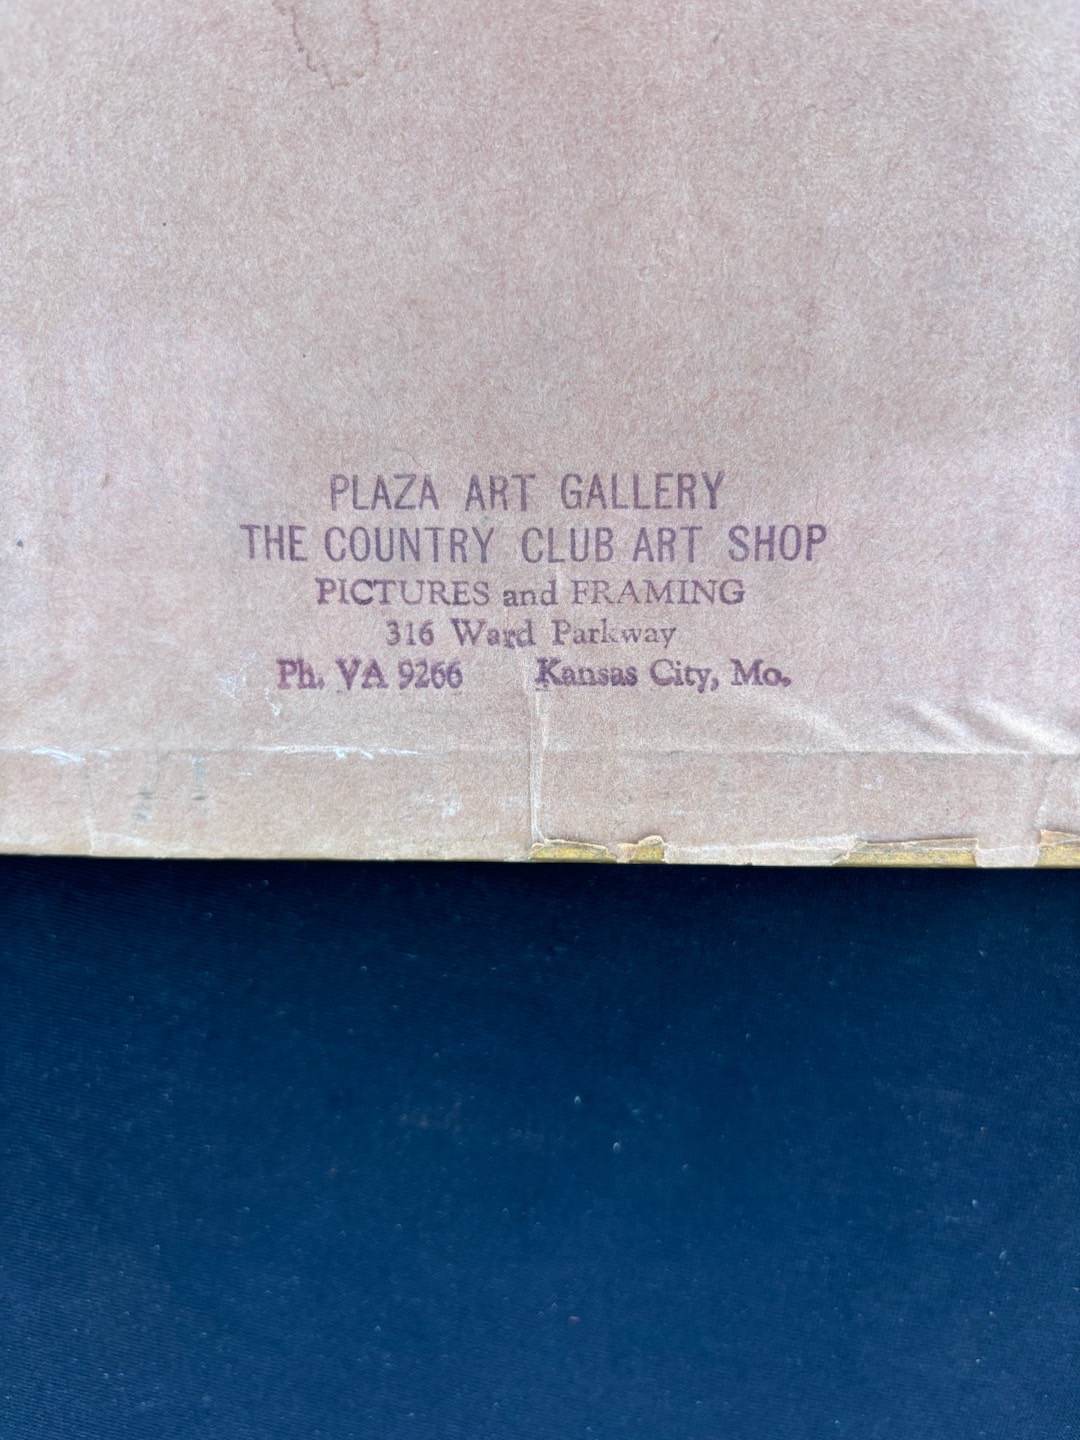 PLAZA ART GALLERY
THE COUNTRY CLUB ART SHOP
PICTURES and FRAMING
316 Ward Parkway
Ph. VA 9266 Kansas City, Mo.